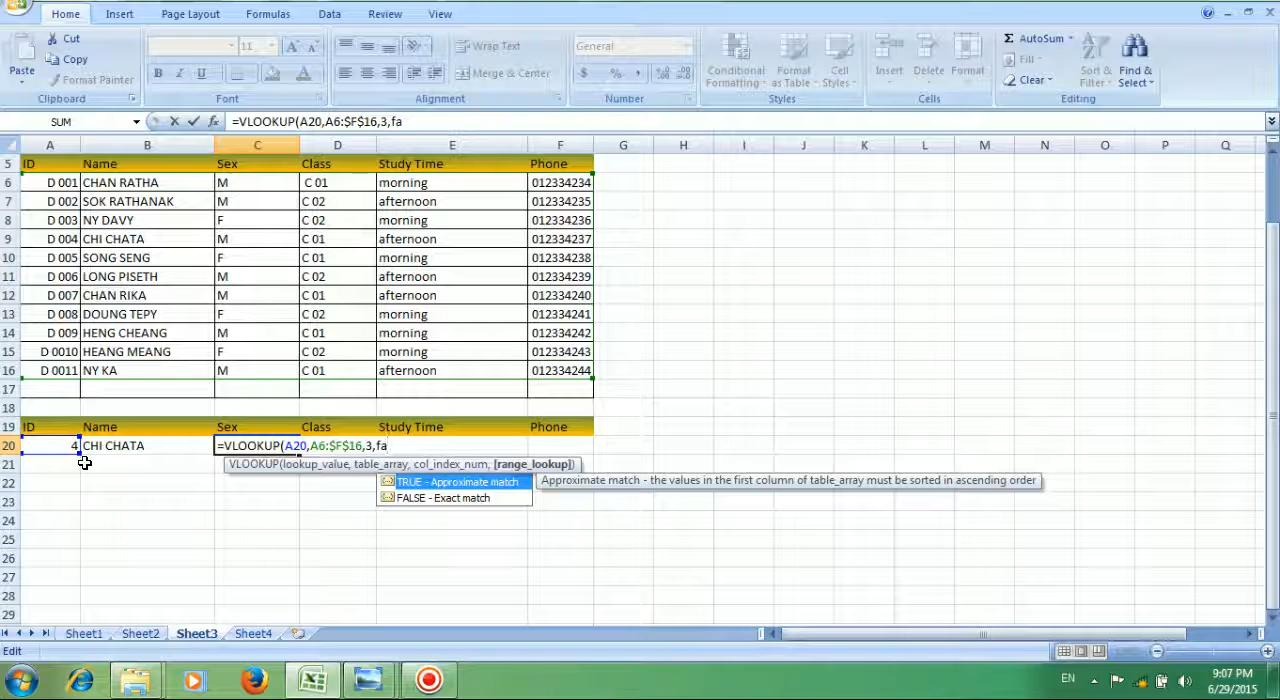 Home Insert Page Layout Formulas Data Review View
Cut
Copy
Format Painter
Paste
Clipboard
11
B I U
Font
Wrap Text
Merge & Center
Alignment
General
$ % ,
Number
Conditional Formatting
Format as Table
Cell Styles
Styles
Insert Delete Format
Cells
AutoSum
Fill
Clear
Sort & Filter
Find & Select
Editing
SUM fx =VLOOKUP(A20,A6:$F$16,3,fa
A B C D E F G H I J K L M N O P Q
5 ID Name Sex Class Study Time Phone
6 D 001 CHAN RATHA M C 01 morning 012334234
7 D 002 SOK RATHANAK M C 02 afternoon 012334235
8 D 003 NY DAVY F C 02 morning 012334236
9 D 004 CHI CHATA M C 01 afternoon 012334237
10 D 005 SONG SENG F C 01 morning 012334238
11 D 006 LONG PISETH M C 02 afternoon 012334239
12 D 007 CHAN RIKA M C 01 afternoon 012334240
13 D 008 DOUNG TEPY F C 02 morning 012334241
14 D 009 HENG CHEANG M C 01 morning 012334242
15 D 0010 HEANG MEANG F C 02 morning 012334243
16 D 0011 NY KA M C 01 afternoon 012334244
17
18
19 ID Name Sex Class Study Time Phone
20 4 CHI CHATA =VLOOKUP(A20,A6:$F$16,3,fa
21 VLOOKUP(lookup_value, table_array, col_index_num, [range_lookup])
22 TRUE - Approximate match Approximate match - the values in the first column of table_array must be sorted in ascending order
23 FALSE - Exact match
24
25
26
27
28
29
Sheet1 Sheet2 Sheet3 Sheet4
Edit
EN
9:07 PM
6/29/2015